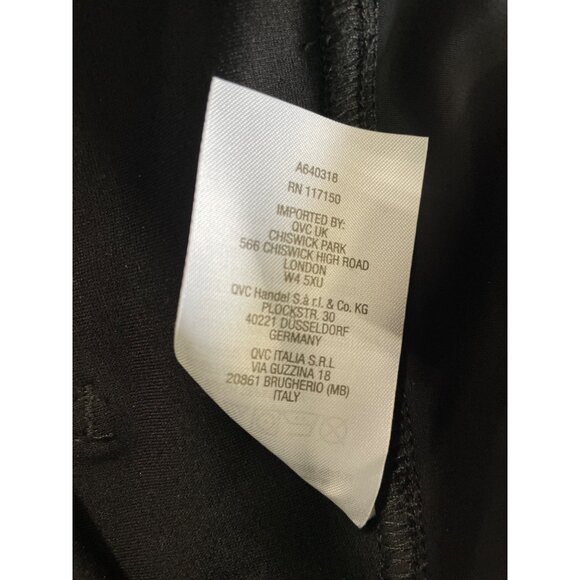 A640318
RN 117150
IMPORTED BY:
QVC UK
CHISWICK PARK
566 CHISWICK HIGH ROAD
LONDON
W4 5XU
QVC Handel S.à r.l. & Co. KG
PLOCKSTR. 30
40221 DÜSSELDORF
GERMANY
QVC ITALIA S.R.L
VIA GUZZINA 18
20861 BRUGHERIO (MB)
ITALY